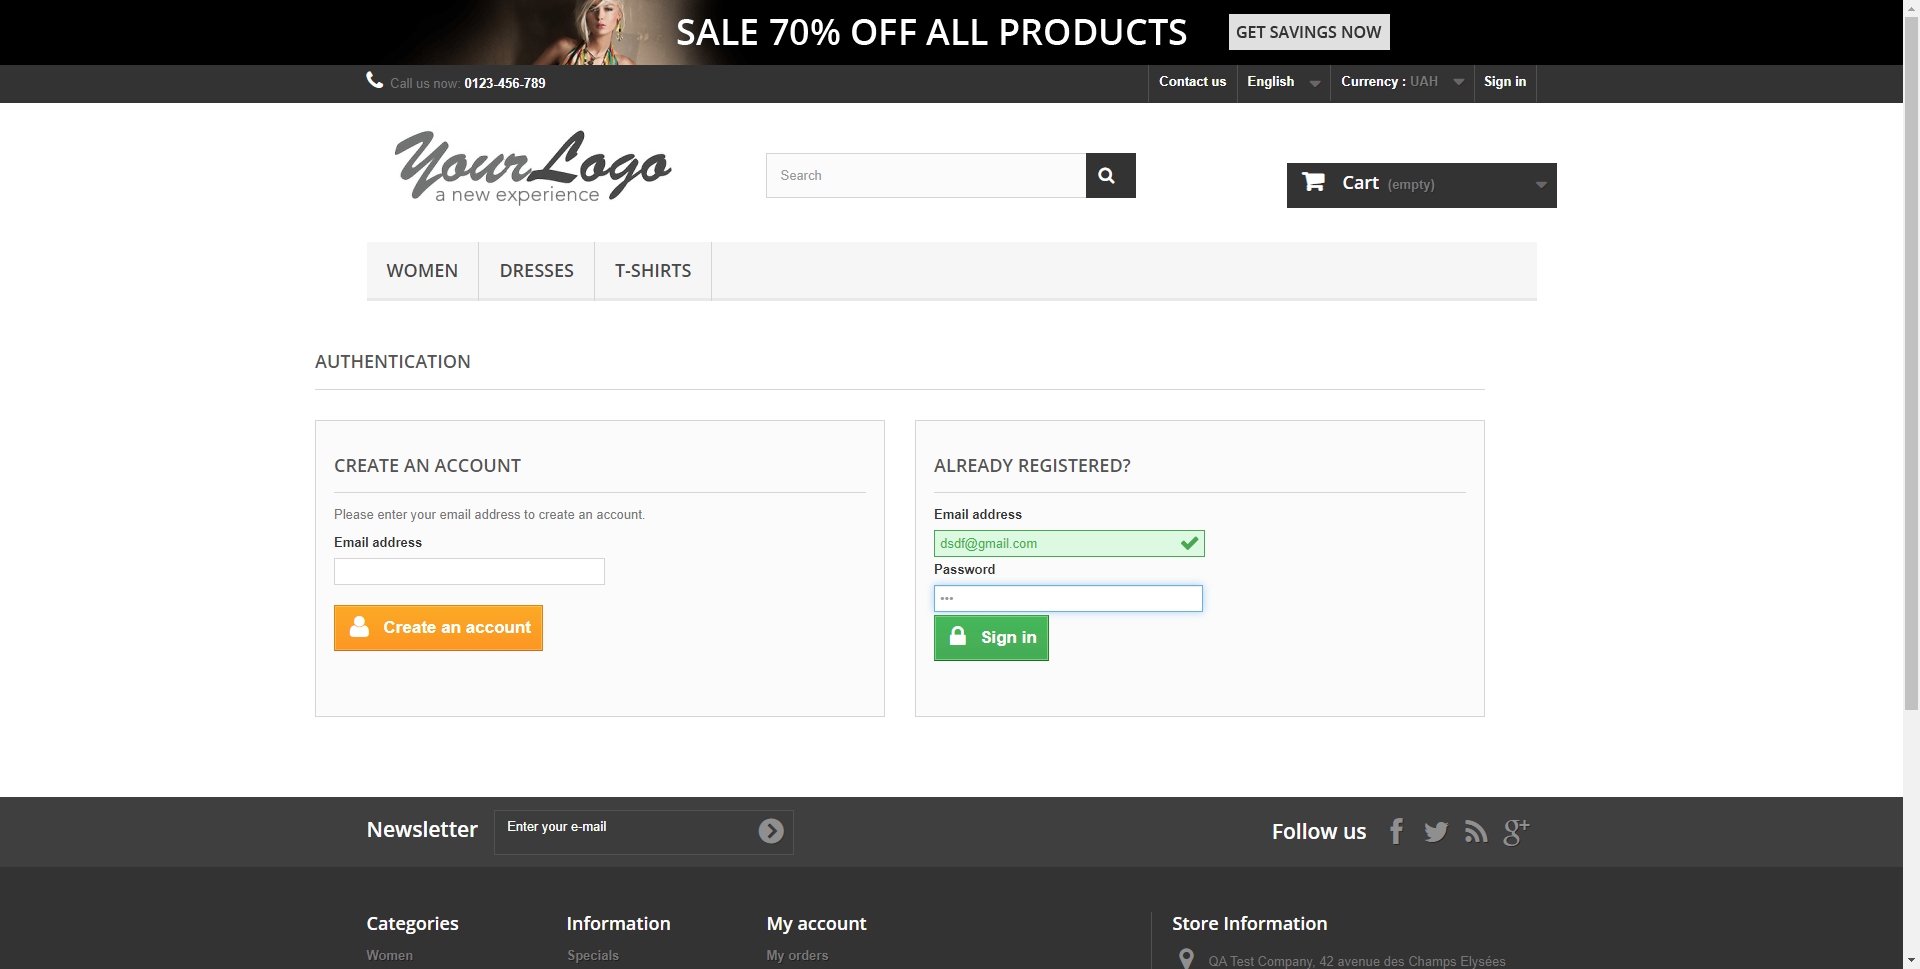 SALE 70% OFF ALL PRODUCTS GET SAVINGS NOW
Call us now: 0123-456-789 Contact us English Currency : UAH Sign in
YourLogo
a new experience
Search
Cart (empty)
WOMEN DRESSES T-SHIRTS
AUTHENTICATION
CREATE AN ACCOUNT
Please enter your email address to create an account.
Email address
Create an account
ALREADY REGISTERED?
Email address
dsdf@gmail.com
Password
•••
Sign in
Newsletter Enter your e-mail Follow us
Categories
Women
Information
Specials
My account
My orders
Store Information
QA Test Company, 42 avenue des Champs Elysées